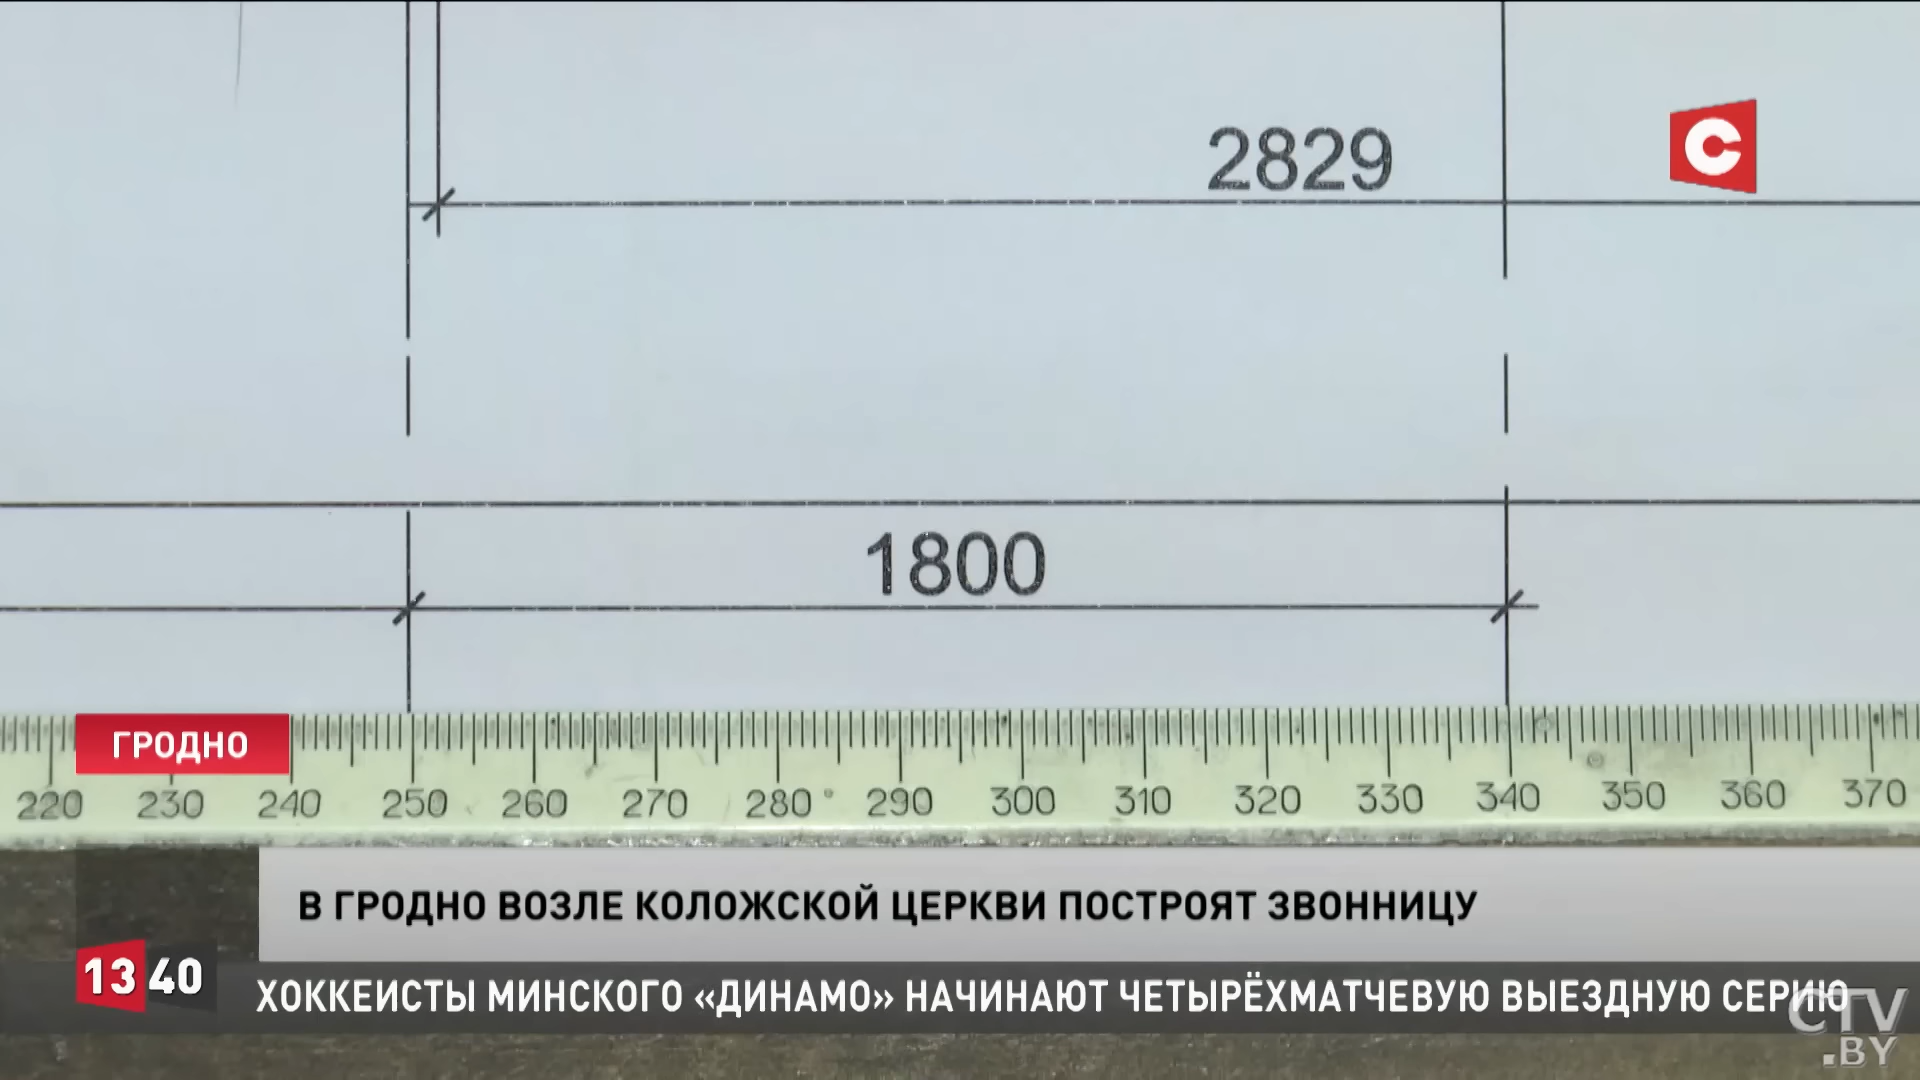 2829
С
1800
ГРОДНО
220 230 240 250 260 270 280 290 300 310 320 330 340 350 360 370
В ГРОДНО ВОЗЛЕ КОЛОЖСКОЙ ЦЕРКВИ ПОСТРОЯТ ЗВОННИЦУ
13 40
ХОККЕИСТЫ МИНСКОГО «ДИНАМО» НАЧИНАЮТ ЧЕТЫРЁХМАТЧЕВУЮ ВЫЕЗДНУЮ СЕРИЮ
CTV
.BY